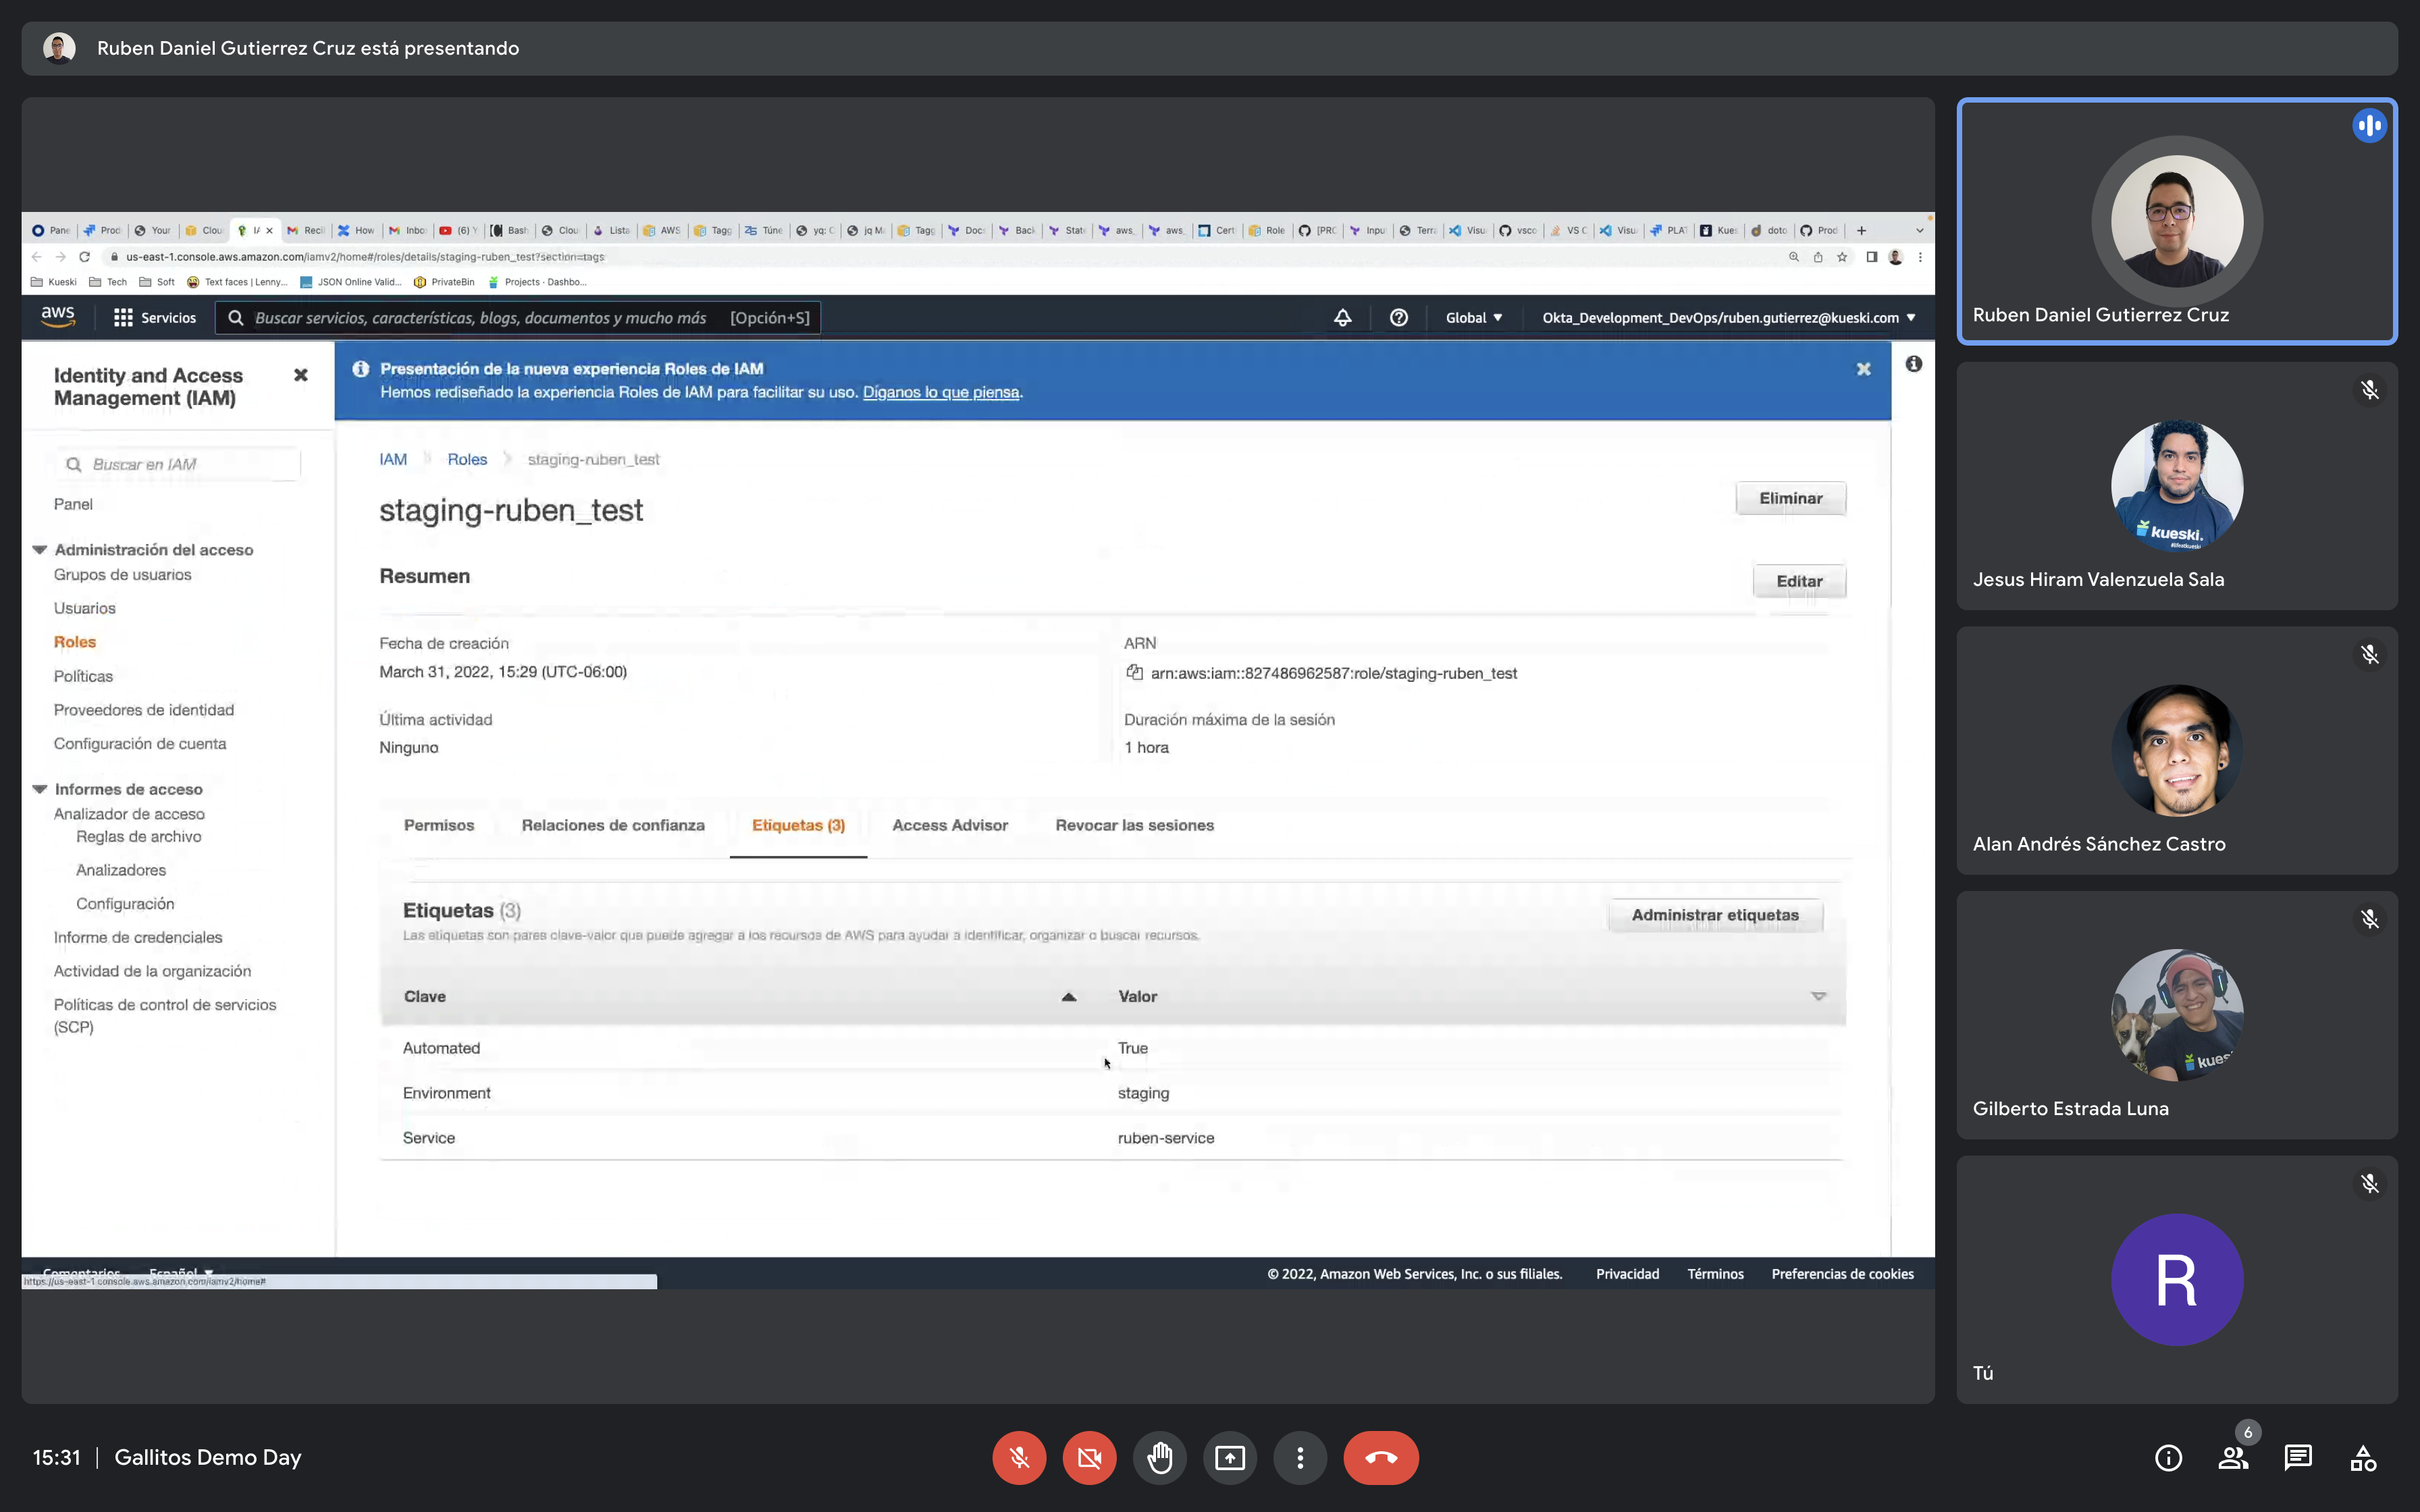 Ruben Daniel Gutierrez Cruz está presentando
Pane
Prod
Your
Clou
IA
Reci
How
Inbo
(6) Y
Bash
Clou
Lista
AWS
Tagg
Túne
yq: C
jq M
Tagg
Doc
Back
Stat
aws_
aws_
Cert
Role
[PRO
Inpu
Terra
Visu
vsco
VS C
Visu
PLAT
Kues
doto
Prod
us-east-1.console.aws.amazon.com/iamv2/home#/roles/details/staging-ruben_test?section=tags
Kueski
Tech
Soft
Text faces | Lenny...
JSON Online Valid...
PrivateBin
Projects - Dashbo...
aws
Servicios
Buscar servicios, características, blogs, documentos y mucho más
[Opción+S]
Global
Okta_Development_DevOps/ruben.gutierrez@kueski.com
Identity and Access
Management (IAM)
Buscar en IAM
Panel
Administración del acceso
Grupos de usuarios
Usuarios
Roles
Políticas
Proveedores de identidad
Configuración de cuenta
Informes de acceso
Analizador de acceso
Reglas de archivo
Analizadores
Configuración
Informe de credenciales
Actividad de la organización
Políticas de control de servicios
(SCP)
Presentación de la nueva experiencia Roles de IAM
Hemos rediseñado la experiencia Roles de IAM para facilitar su uso. Díganos lo que piensa.
IAM
Roles
staging-ruben_test
staging-ruben_test
Eliminar
Resumen
Editar
Fecha de creación
March 31, 2022, 15:29 (UTC-06:00)
ARN
arn:aws:iam::827486962587:role/staging-ruben_test
Última actividad
Ninguno
Duración máxima de la sesión
1 hora
Permisos
Relaciones de confianza
Etiquetas (3)
Access Advisor
Revocar las sesiones
Etiquetas (3)
Las etiquetas son pares clave-valor que puede agregar a los recursos de AWS para ayudar a identificar, organizar o buscar recursos.
Administrar etiquetas
Clave
Valor
Automated
True
Environment
staging
Service
ruben-service
Comentarios
Español
https://us-east-1.console.aws.amazon.com/iamv2/home#
© 2022, Amazon Web Services, Inc. o sus filiales.
Privacidad
Términos
Preferencias de cookies
Ruben Daniel Gutierrez Cruz
kueski.
Jesus Hiram Valenzuela Sala
Alan Andrés Sánchez Castro
kues
Gilberto Estrada Luna
R
Tú
15:31
Gallitos Demo Day
6